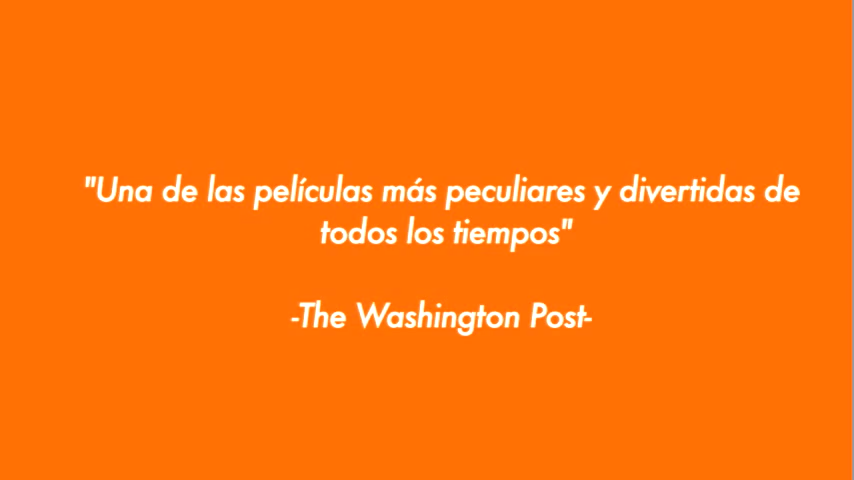 "Una de las películas más peculiares y divertidas de
todos los tiempos"
-The Washington Post-